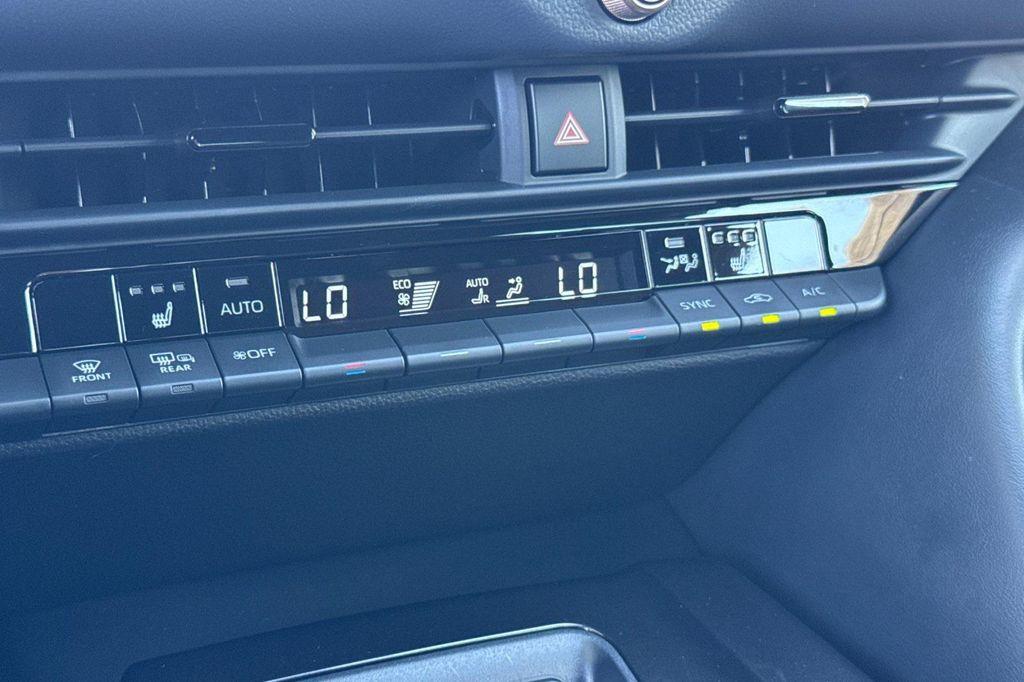 AUTO
LO
ECO
AUTO
R
LO
FRONT
REAR
OFF
SYNC
A/C